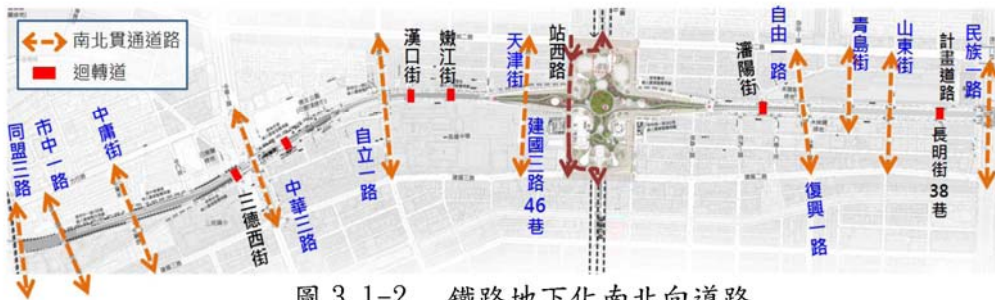 南北貫通道路
迴轉道
同盟三路
市中一路
中庸街
三德西街
中華三路
自立一路
漢口街
嫩江街
天津街
建國三路46巷
站西路
瀋陽街
自由一路
復興一路
青島街
山東街
計畫道路
長明街38巷
民族一路
圖 3.1-2 鐵路地下化南北向道路